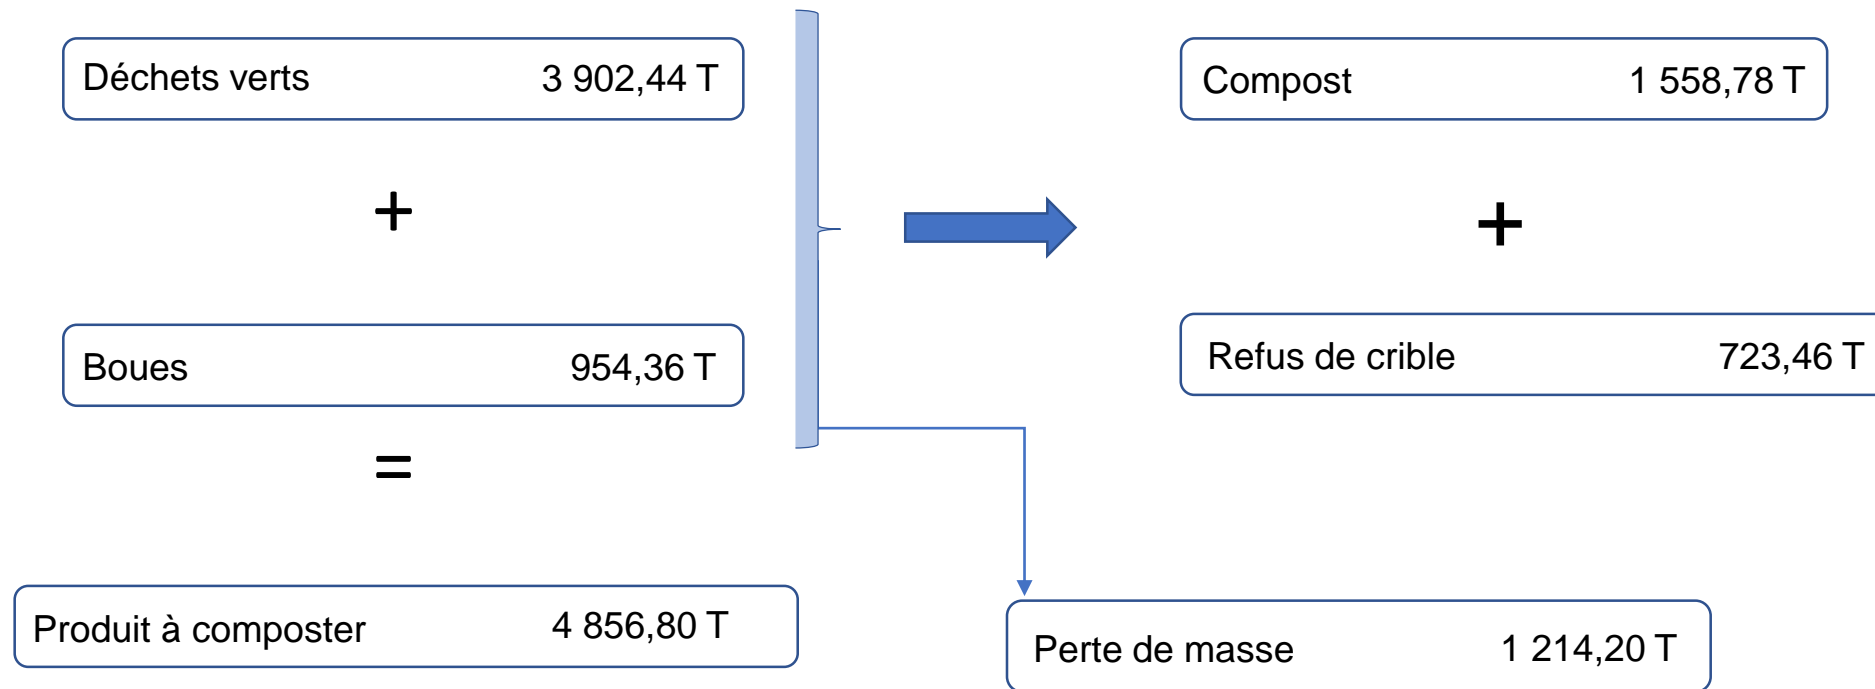 Déchets verts 3 902,44 T
+
Boues 954,36 T
=
Produit à composter 4 856,80 T
Compost 1 558,78 T
+
Refus de crible 723,46 T
Perte de masse 1 214,20 T